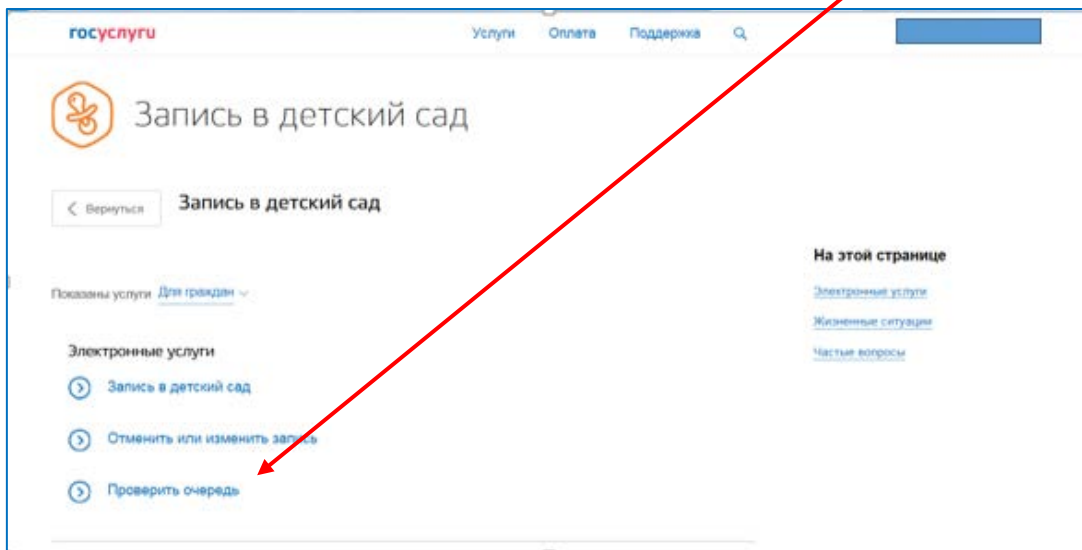 госуслуги Услуги Оплата Поддержка
Запись в детский сад
Вернуться Запись в детский сад
На этой странице
Показаны услуги Для граждан
Электронные услуги
Жизненные ситуации
Электронные услуги
Частые вопросы
Запись в детский сад
Отменить или изменить запись
Проверить очередь